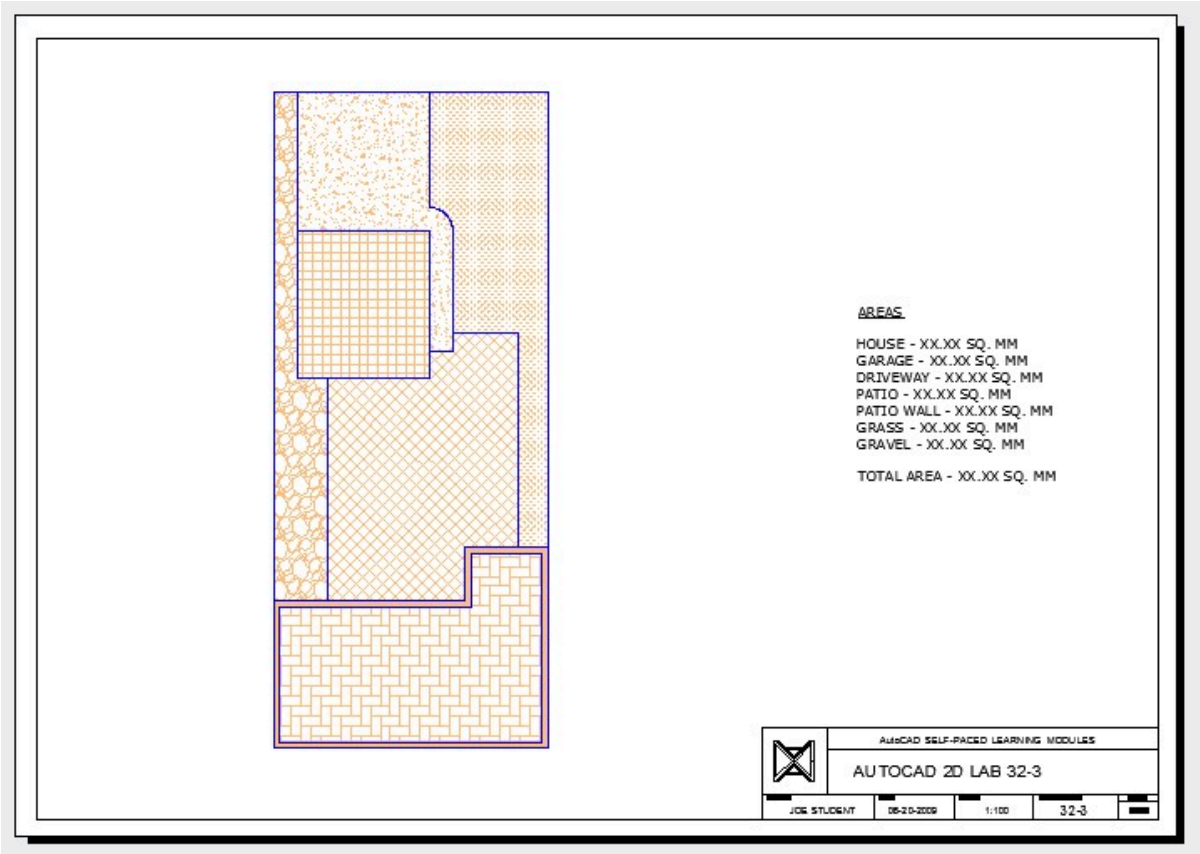 AREAS
HOUSE - XX.XX SQ. MM
GARAGE - XX.XX SQ. MM
DRIVEWAY - XX.XX SQ. MM
PATIO - XX.XX SQ. MM
PATIO WALL - XX.XX SQ. MM
GRASS - XX.XX SQ. MM
GRAVEL - XX.XX SQ. MM
TOTAL AREA - XX.XX SQ. MM
AutoCAD SELF-PACED LEARNING MODULES
AUTOCAD 2D LAB 32-3
JOE STUDENT 06-20-2009 1:100 32-3